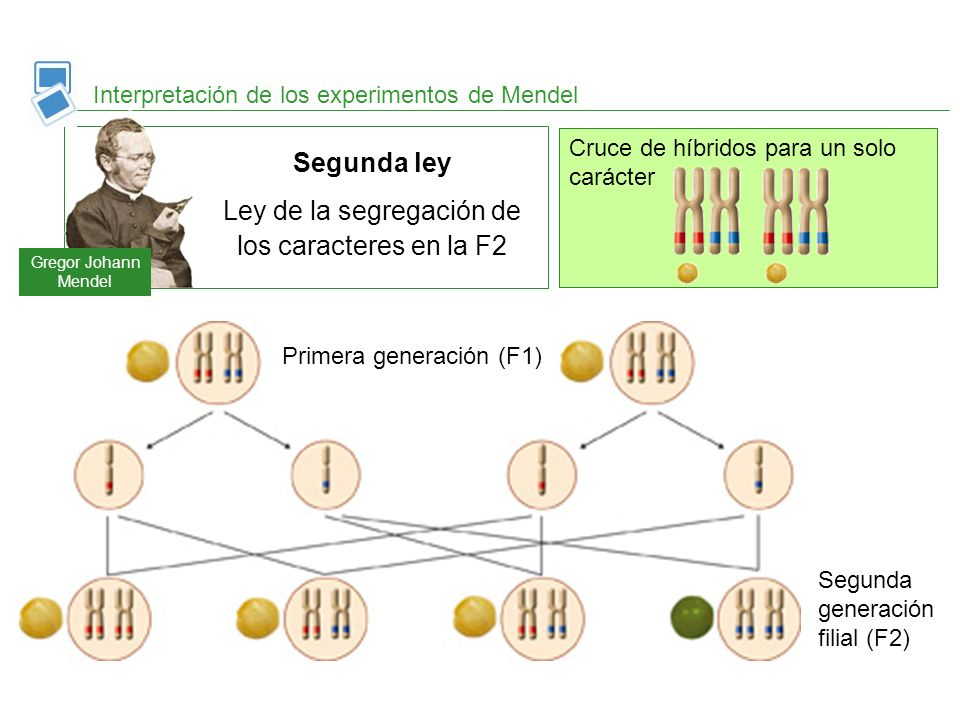 Interpretación de los experimentos de Mendel
Segunda ley
Ley de la segregación de
los caracteres en la F2
Gregor Johann
Mendel
Cruce de híbridos para un solo
carácter
Primera generación (F1)
Segunda
generación
filial (F2)